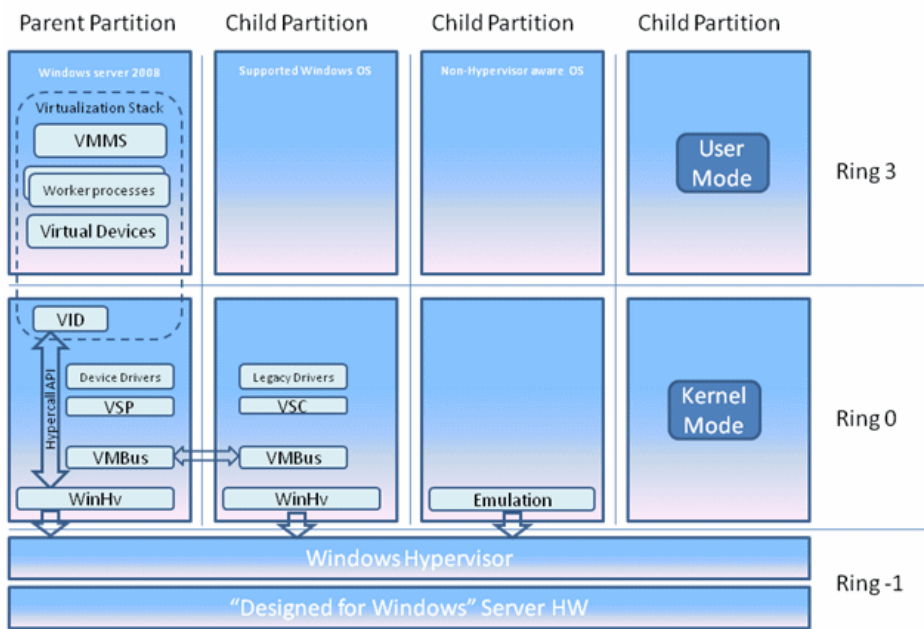 Parent Partition
Child Partition
Child Partition
Child Partition
Windows server 2008
Supported Windows OS
Non-Hypervisor aware OS
Virtualization Stack
VMMS
Worker processes
Virtual Devices
User
Mode
Ring 3
VID
Hypercall API
Device Drivers
VSP
VMBus
WinHv
Legacy Drivers
VSC
VMBus
WinHv
Emulation
Kernel
Mode
Ring 0
Windows Hypervisor
“Designed for Windows” Server HW
Ring -1